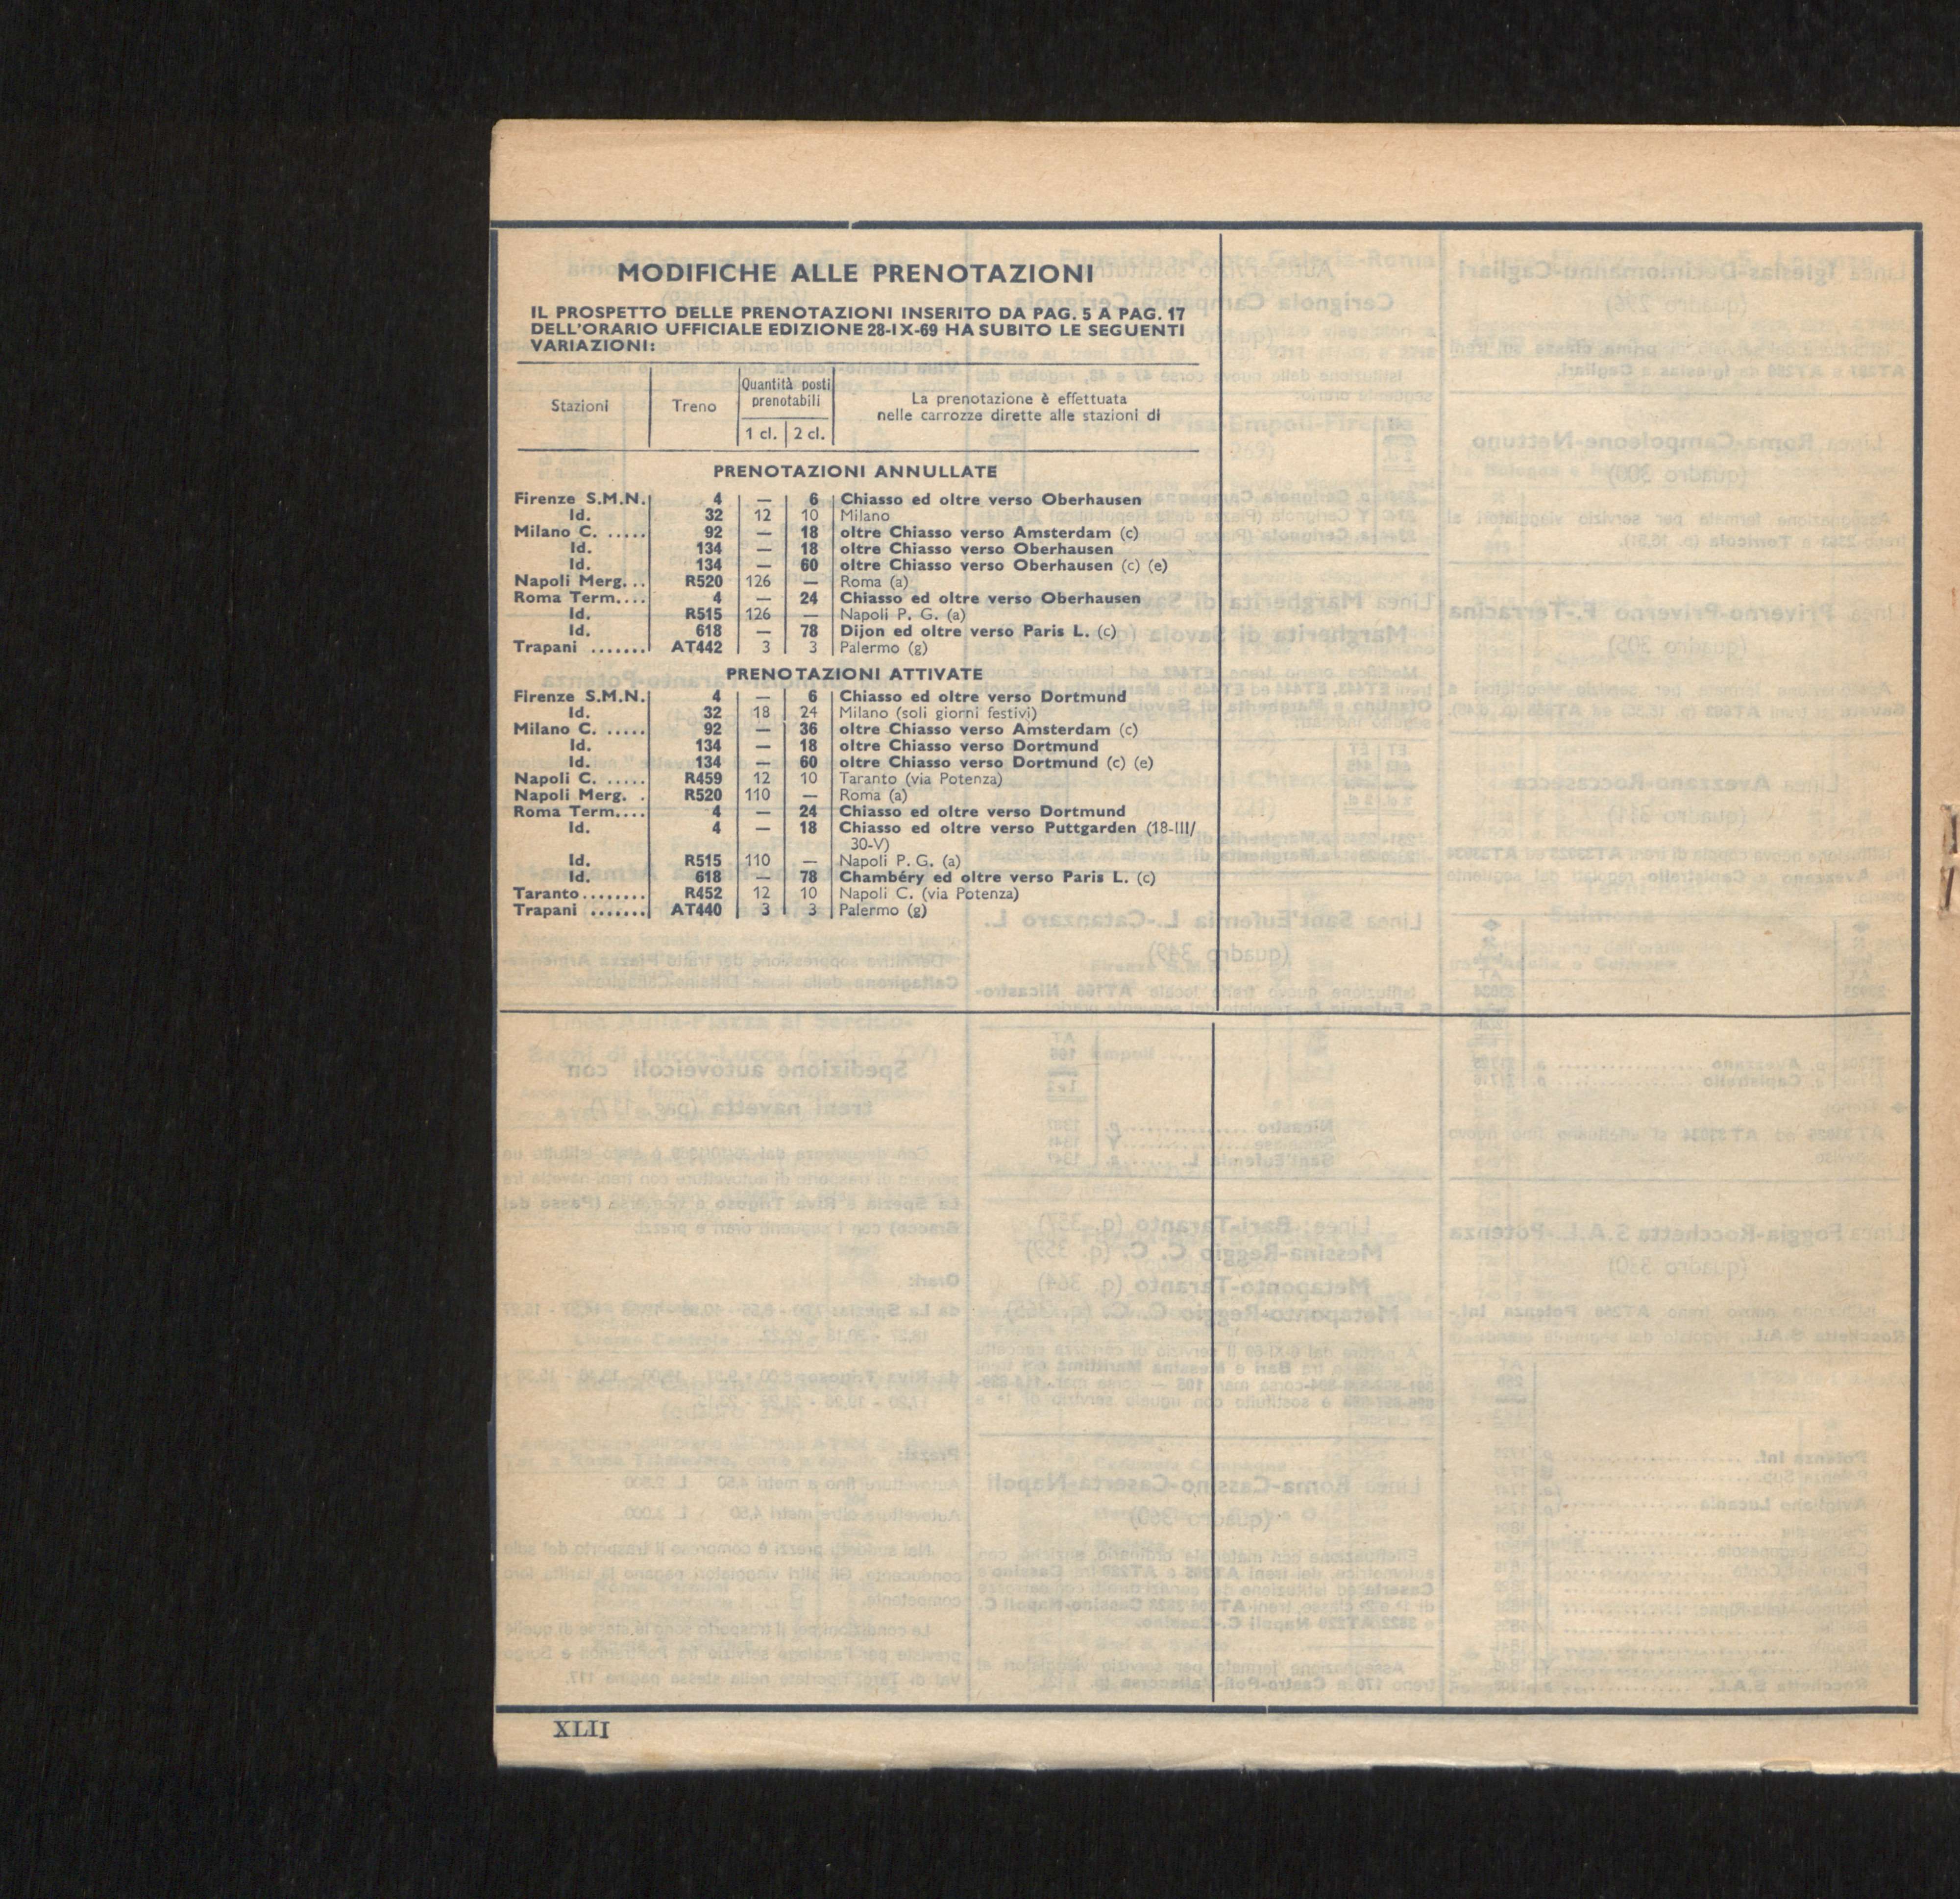 MODIFICHE ALLE PRENOTAZIONI
IL PROSPETTO DELLE PRENOTAZIONI INSERITO DA PAG. 5 A PAG. 17
DELL'ORARIO UFFICIALE EDIZIONE 28-IX-69 HA SUBITO LE SEGUENTI
VARIAZIONI:
Stazioni Treno Quantità posti prenotabili 1 cl. 2 cl. La prenotazione è effettuata
nelle carrozze dirette alle stazioni di
PRENOTAZIONI ANNULLATE
Firenze S.M.N. 4 — 6 Chiasso ed oltre verso Oberhausen
Id. 32 12 10 Milano
Milano C. ..... 92 — 18 oltre Chiasso verso Amsterdam (c)
Id. 134 — 18 oltre Chiasso verso Oberhausen
Id. 134 — 60 oltre Chiasso verso Oberhausen (c) (e)
Napoli Merg... R520 126 — Roma (a)
Roma Term.... 4 — 24 Chiasso ed oltre verso Oberhausen
Id. R515 126 — Napoli P. G. (a)
Id. 618 — 78 Dijon ed oltre verso Paris L. (c)
Trapani ....... AT442 3 3 Palermo (g)
PRENOTAZIONI ATTIVATE
Firenze S.M.N. 4 — 6 Chiasso ed oltre verso Dortmund
Id. 32 18 24 Milano (soli giorni festivi)
Milano C. ..... 92 — 36 oltre Chiasso verso Amsterdam (c)
Id. 134 — 18 oltre Chiasso verso Dortmund
Id. 134 — 60 oltre Chiasso verso Dortmund (c) (e)
Napoli C. ..... R459 12 10 Taranto (via Potenza)
Napoli Merg. . R520 110 — Roma (a)
Roma Term.... 4 — 24 Chiasso ed oltre verso Dortmund
Id. 4 — 18 Chiasso ed oltre verso Puttgarden (18-III/
30-V)
Id. R515 110 — Napoli P. G. (a)
Id. 618 — 78 Chambéry ed oltre verso Paris L. (c)
Taranto........ R452 12 10 Napoli C. (via Potenza)
Trapani ....... AT440 3 3 Palermo (g)
XLII